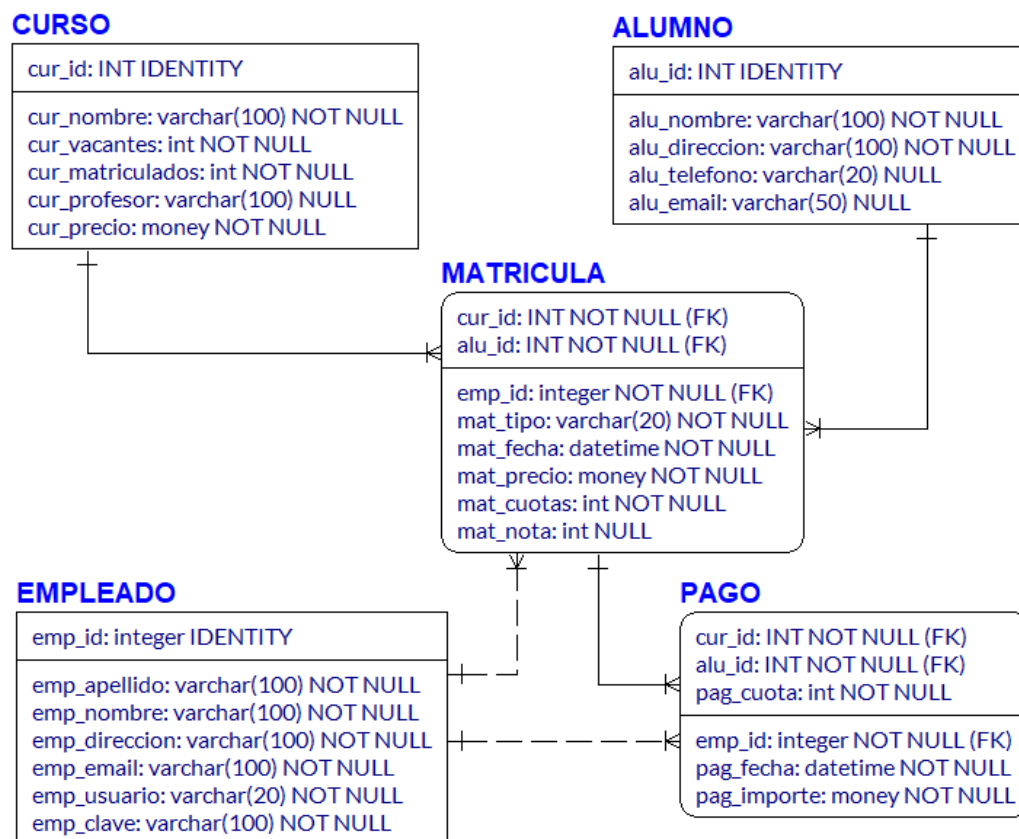 CURSO
cur_id: INT IDENTITY
cur_nombre: varchar(100) NOT NULL
cur_vacantes: int NOT NULL
cur_matriculados: int NOT NULL
cur_profesor: varchar(100) NULL
cur_precio: money NOT NULL
ALUMNO
alu_id: INT IDENTITY
alu_nombre: varchar(100) NOT NULL
alu_direccion: varchar(100) NOT NULL
alu_telefono: varchar(20) NULL
alu_email: varchar(50) NULL
MATRICULA
cur_id: INT NOT NULL (FK)
alu_id: INT NOT NULL (FK)
emp_id: integer NOT NULL (FK)
mat_tipo: varchar(20) NOT NULL
mat_fecha: datetime NOT NULL
mat_precio: money NOT NULL
mat_cuotas: int NOT NULL
mat_nota: int NULL
EMPLEADO
emp_id: integer IDENTITY
emp_apellido: varchar(100) NOT NULL
emp_nombre: varchar(100) NOT NULL
emp_direccion: varchar(100) NOT NULL
emp_email: varchar(100) NOT NULL
emp_usuario: varchar(20) NOT NULL
emp_clave: varchar(100) NOT NULL
PAGO
cur_id: INT NOT NULL (FK)
alu_id: INT NOT NULL (FK)
pag_cuota: int NOT NULL
emp_id: integer NOT NULL (FK)
pag_fecha: datetime NOT NULL
pag_importe: money NOT NULL